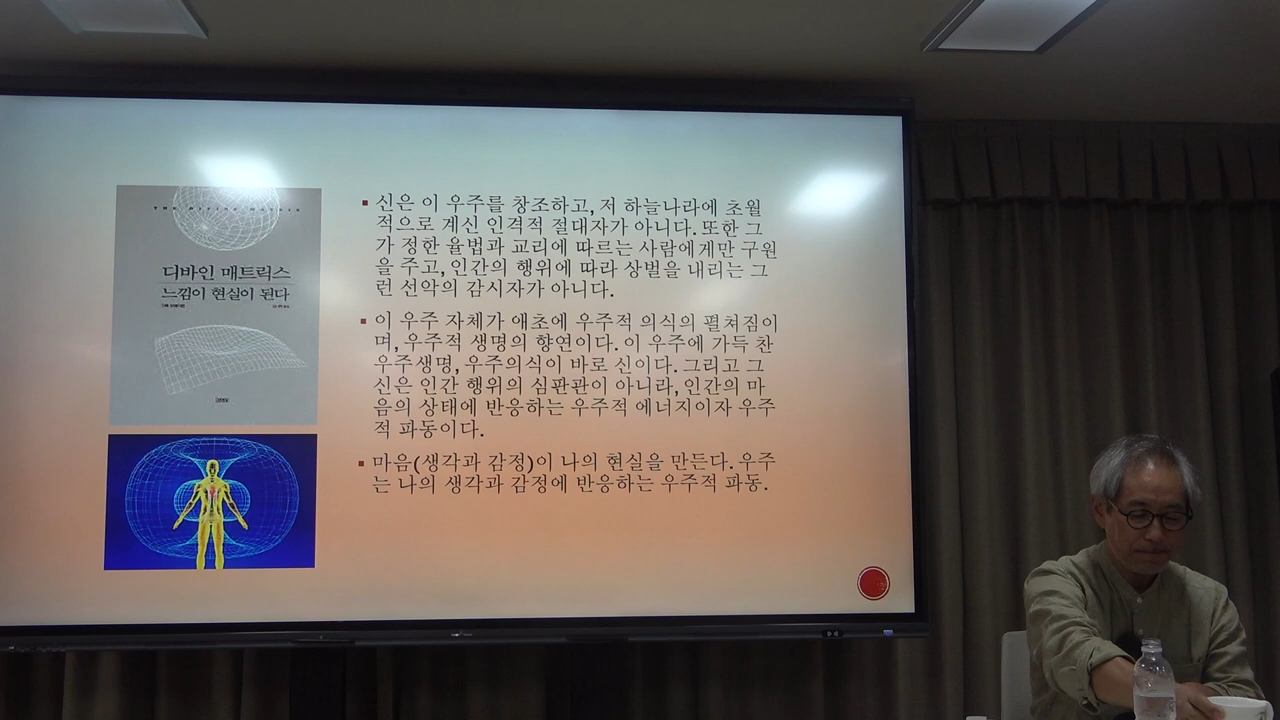 THE DIVINE MATRIX
디바인 매트릭스
느낌이 현실이 된다
신은 이 우주를 창조하고, 저 하늘나라에 초월
적으로 계신 인격적 절대자가 아니다. 또한 그
가 정한 율법과 교리에 따르는 사람에게만 구원
을 주고, 인간의 행위에 따라 상벌을 내리는 그
런 선악의 감시자가 아니다.
이 우주 자체가 애초에 우주적 의식의 펼쳐짐이
며, 우주적 생명의 향연이다. 이 우주에 가득 찬
우주생명, 우주의식이 바로 신이다. 그리고 그
신은 인간 행위의 심판관이 아니라, 인간의 마
음의 상태에 반응하는 우주적 에너지이자 우주
적 파동이다.
마음(생각과 감정)이 나의 현실을 만든다. 우주
는 나의 생각과 감정에 반응하는 우주적 파동.